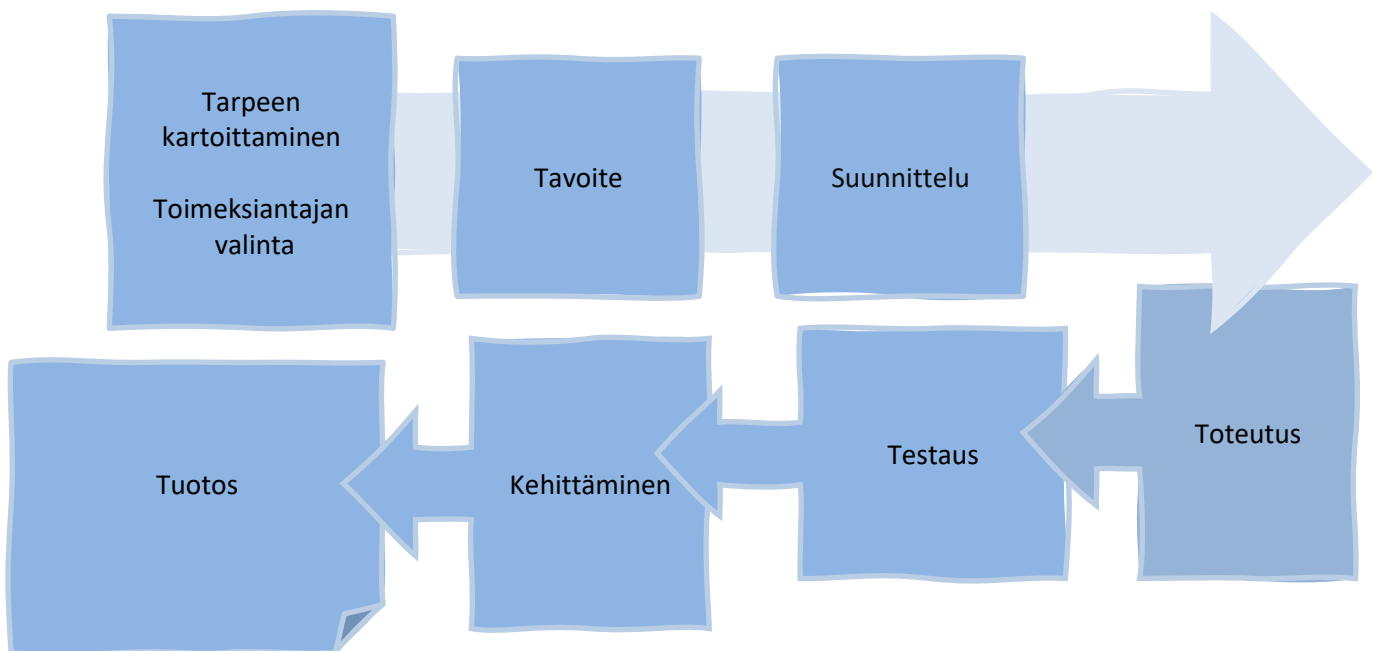 Tarpeen
kartoittaminen
Toimeksiantajan
valinta
Tavoite
Suunnittelu
Toteutus
Testaus
Kehittäminen
Tuotos